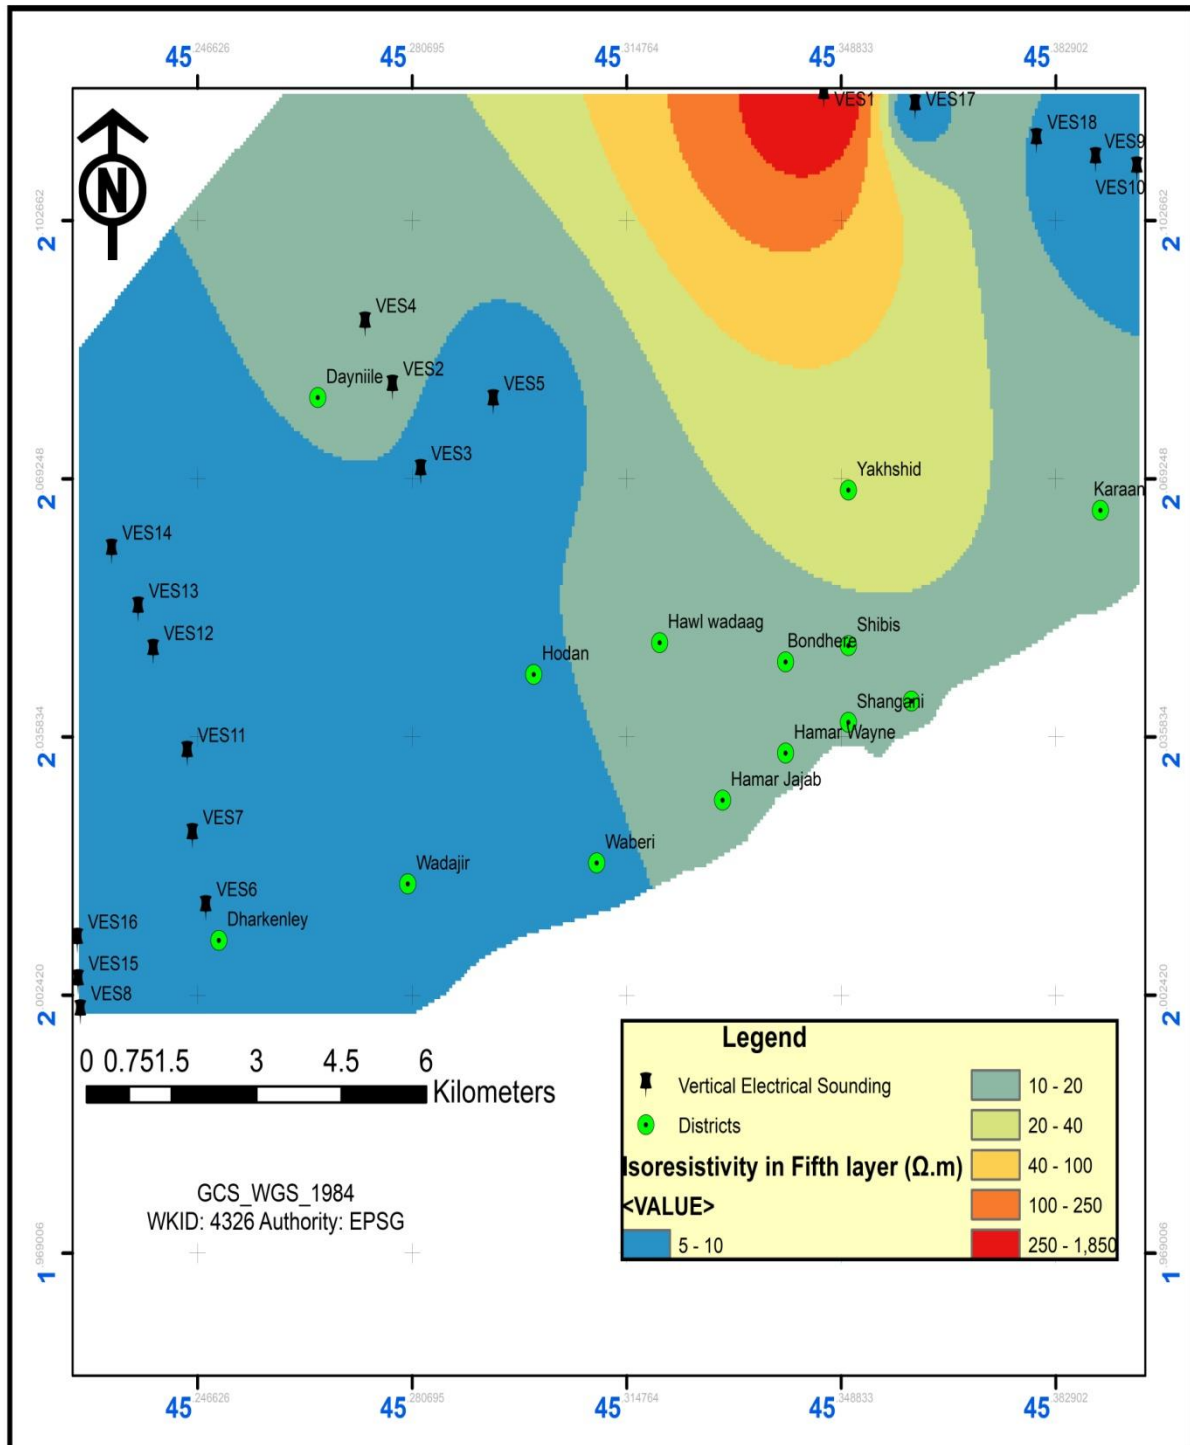 45.246626 45.280695 45.314764 45.348833 45.382902
VES1 VES17
VES18
VES9
VES10
N
2.102662 2.102662
VES4
VES2
Dayniile
VES5
VES3
2.069248 2.069248
Yakhshid
Karaan
VES14
VES13
VES12
Hawl wadaag
Shibis
Bondhere
Hodan
Shangani
VES11
2.035834 2.035834
Hamar Wayne
Hamar Jajab
VES7
Waberi
Wadajir
VES6
Dharkenley
VES16
VES15
VES8
2.002420 2.002420
Legend
0 0.75 1.5 3 4.5 6
Kilometers
Vertical Electrical Sounding
Districts
Isoresistivity in Fifth layer (Ω.m)
<VALUE>
5 - 10
10 - 20
20 - 40
40 - 100
100 - 250
250 - 1,850
GCS_WGS_1984
WKID: 4326 Authority: EPSG
1.969006 1.969006
45.246626 45.280695 45.314764 45.348833 45.382902